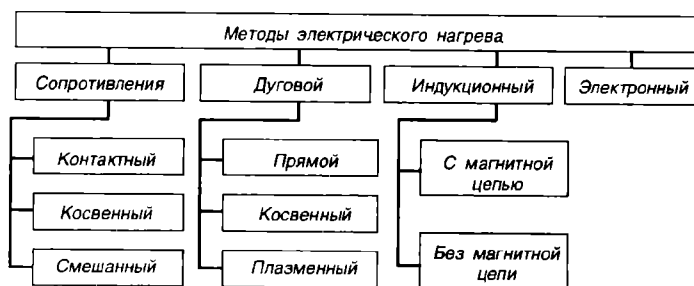 Методы электрического нагрева
Сопротивления
Дуговой
Индукционный
Электронный
Контактный
Прямой
С магнитной
цепью
Косвенный
Косвенный
Смешанный
Плазменный
Без магнитной
цепи